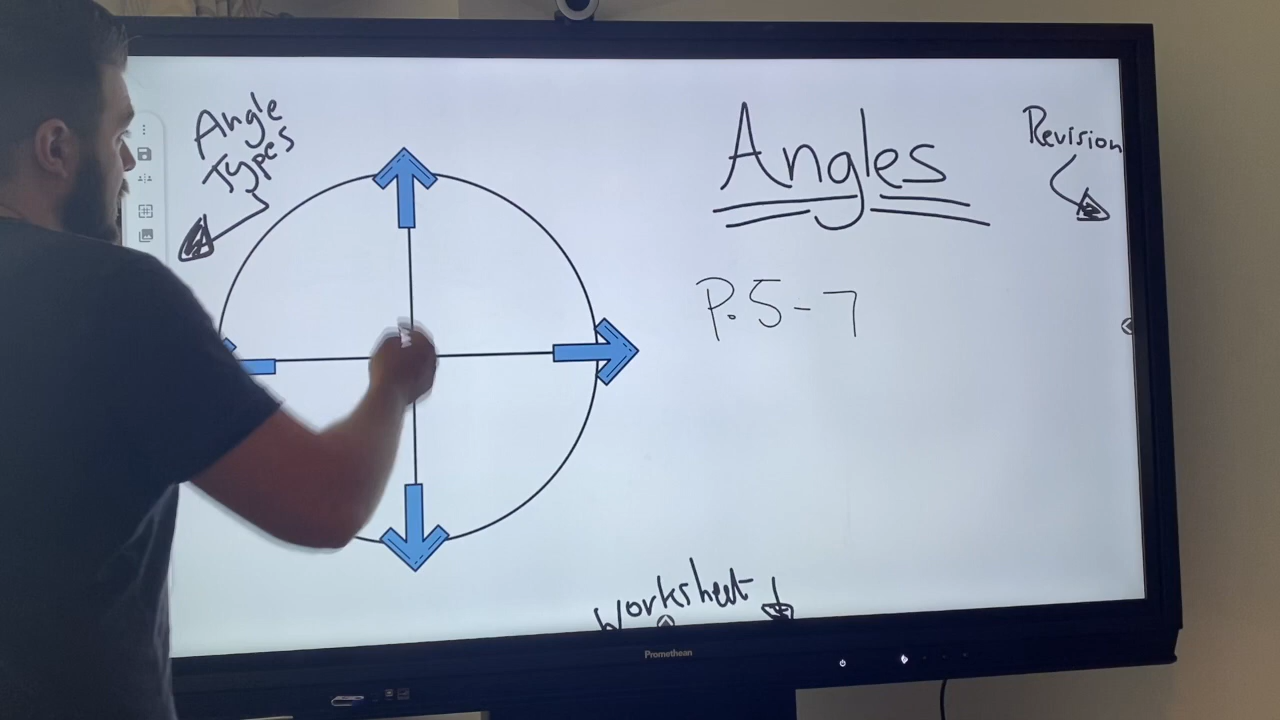 Angle
Types
Angles
Revision
P.5-7
Worksheet
Promethean